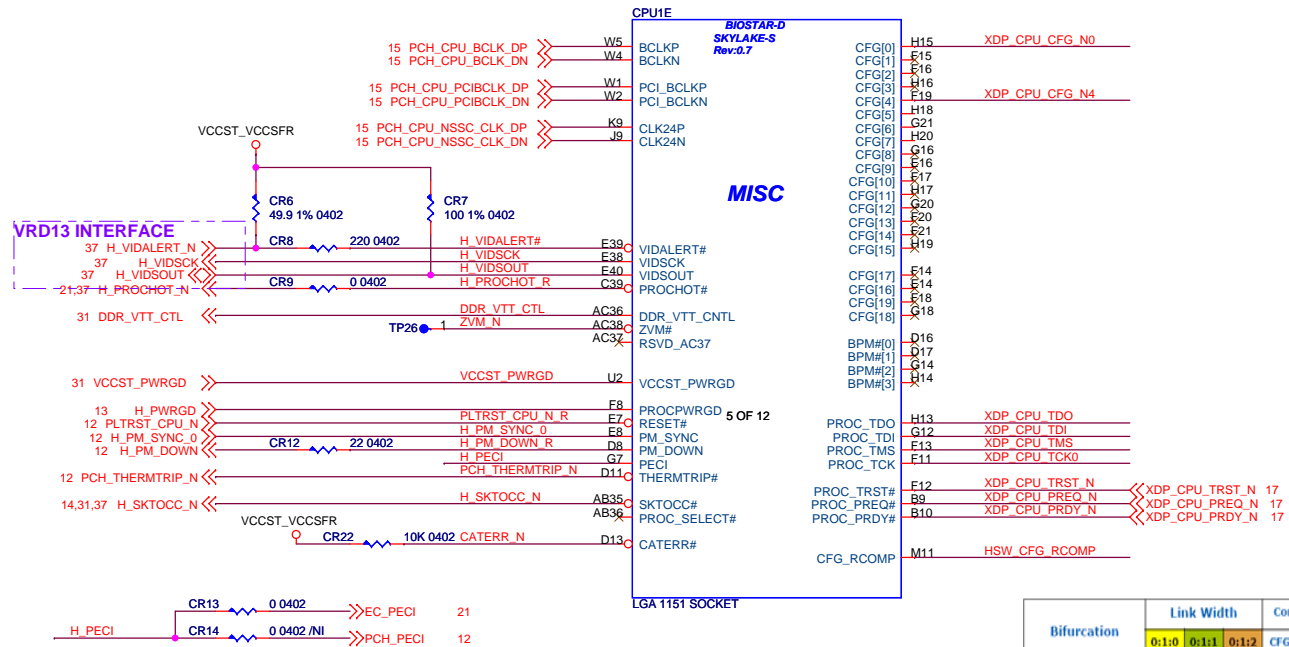 CPU1E
BIOSTAR-D
SKYLAKE-S
Rev:0.7
15 PCH_CPU_BCLK_DP W5 BCLKP CFG[0] H15 XDP_CPU_CFG_N0
15 PCH_CPU_BCLK_DN W4 BCLKN CFG[1] F15
CFG[2] F16
15 PCH_CPU_PCIBCLK_DP W1 PCI_BCLKP CFG[3] H16
15 PCH_CPU_PCIBCLK_DN W2 PCI_BCLKN CFG[4] F19 XDP_CPU_CFG_N4
CFG[5] H18
15 PCH_CPU_NSSC_CLK_DP K9 CLK24P CFG[6] G21
15 PCH_CPU_NSSC_CLK_DN J9 CLK24N CFG[7] H20
VCCST_VCCSFR
CFG[8] G16
CFG[9] E16
CFG[10] F17
CFG[11] H17
CFG[12] G20
CFG[13] F20
CFG[14] F21
CFG[15] H19
MISC
CR6
49.9 1% 0402
CR7
100 1% 0402
VRD13 INTERFACE
37 H_VIDALERT_N CR8 220 0402 H_VIDALERT# E39 VIDALERT#
37 H_VIDSCK H_VIDSCK E38 VIDSCK
37 H_VIDSOUT H_VIDSOUT E40 VIDSOUT CFG[17] F14
21,37 H_PROCHOT_N CR9 0 0402 H_PROCHOT_R C39 PROCHOT# CFG[16] E14
CFG[19] F18
31 DDR_VTT_CTL AC36 DDR_VTT_CNTL CFG[18] G18
TP26 1 ZVM_N AC38 ZVM#
AC37 RSVD_AC37 BPM#[0] D16
BPM#[1] D17
BPM#[2] G14
31 VCCST_PWRGD VCCST_PWRGD U2 VCCST_PWRGD BPM#[3] H14
13 H_PWRGD F8 PROCPWRGD 5 OF 12
12 PLTRST_CPU_N PLTRST_CPU_N_R E7 RESET# PROC_TDO H13 XDP_CPU_TDO
12 H_PM_SYNC_0 H_PM_SYNC_0 E8 PM_SYNC PROC_TDI G12 XDP_CPU_TDI
12 H_PM_DOWN CR12 22 0402 H_PM_DOWN_R D8 PM_DOWN PROC_TMS F13 XDP_CPU_TMS
H_PECI G7 PECI PROC_TCK F11 XDP_CPU_TCK0
12 PCH_THERMTRIP_N PCH_THERMTRIP_N D11 THERMTRIP#
PROC_TRST# F12 XDP_CPU_TRST_N XDP_CPU_TRST_N 17
14,31,37 H_SKTOCC_N H_SKTOCC_N AB35 SKTOCC# PROC_PREQ# B9 XDP_CPU_PREQ_N XDP_CPU_PREQ_N 17
AB36 PROC_SELECT# PROC_PRDY# B10 XDP_CPU_PRDY_N XDP_CPU_PRDY_N 17
VCCST_VCCSFR
CR22 10K 0402 CATERR_N D13 CATERR#
CFG_RCOMP M11 HSW_CFG_RCOMP
LGA 1151 SOCKET
CR13 0 0402 EC_PECI 21
H_PECI CR14 0 0402 /NI PCH_PECI 12
Bifurcation Link Width
0:1:0 0:1:1 0:1:2 CFG